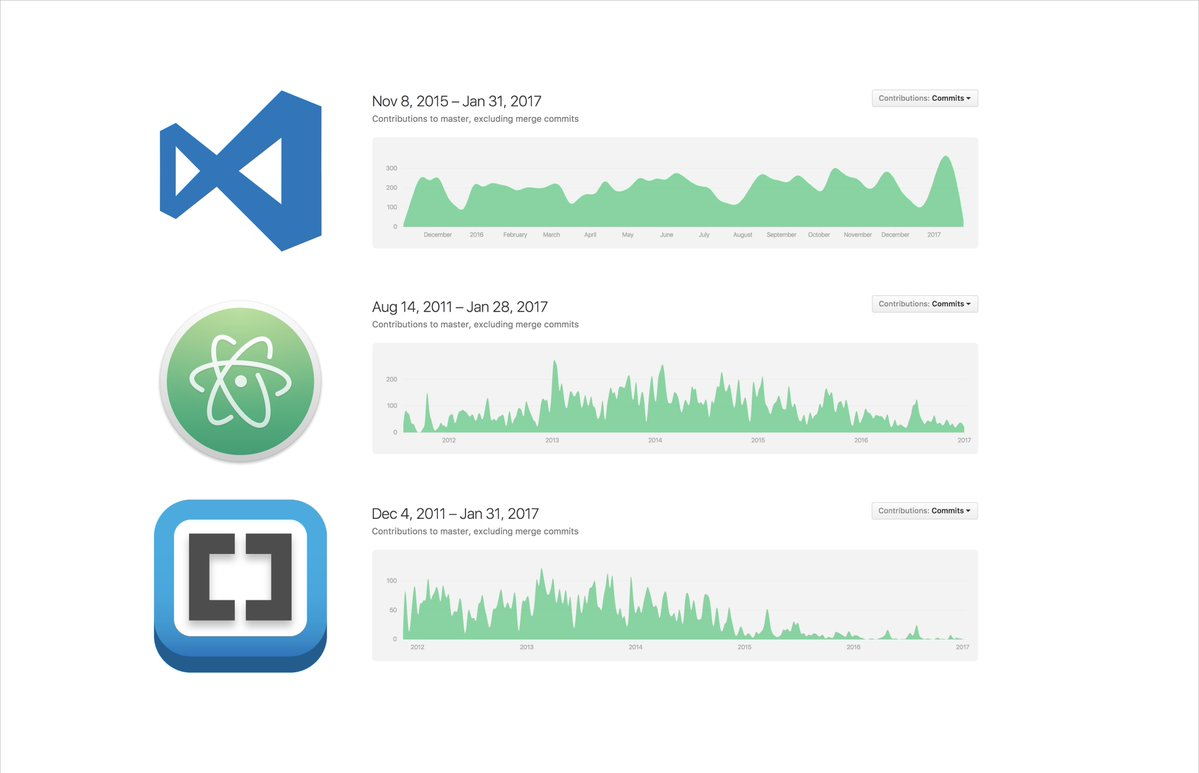 Nov 8, 2015 – Jan 31, 2017
Contributions: Commits
Contributions to master, excluding merge commits
300
200
100
0
December 2016 February March April May June July August September October November December 2017
Aug 14, 2011 – Jan 28, 2017
Contributions: Commits
Contributions to master, excluding merge commits
200
100
0
2012 2013 2014 2015 2016 2017
Dec 4, 2011 – Jan 31, 2017
Contributions: Commits
Contributions to master, excluding merge commits
100
50
0
2012 2013 2014 2015 2016 2017